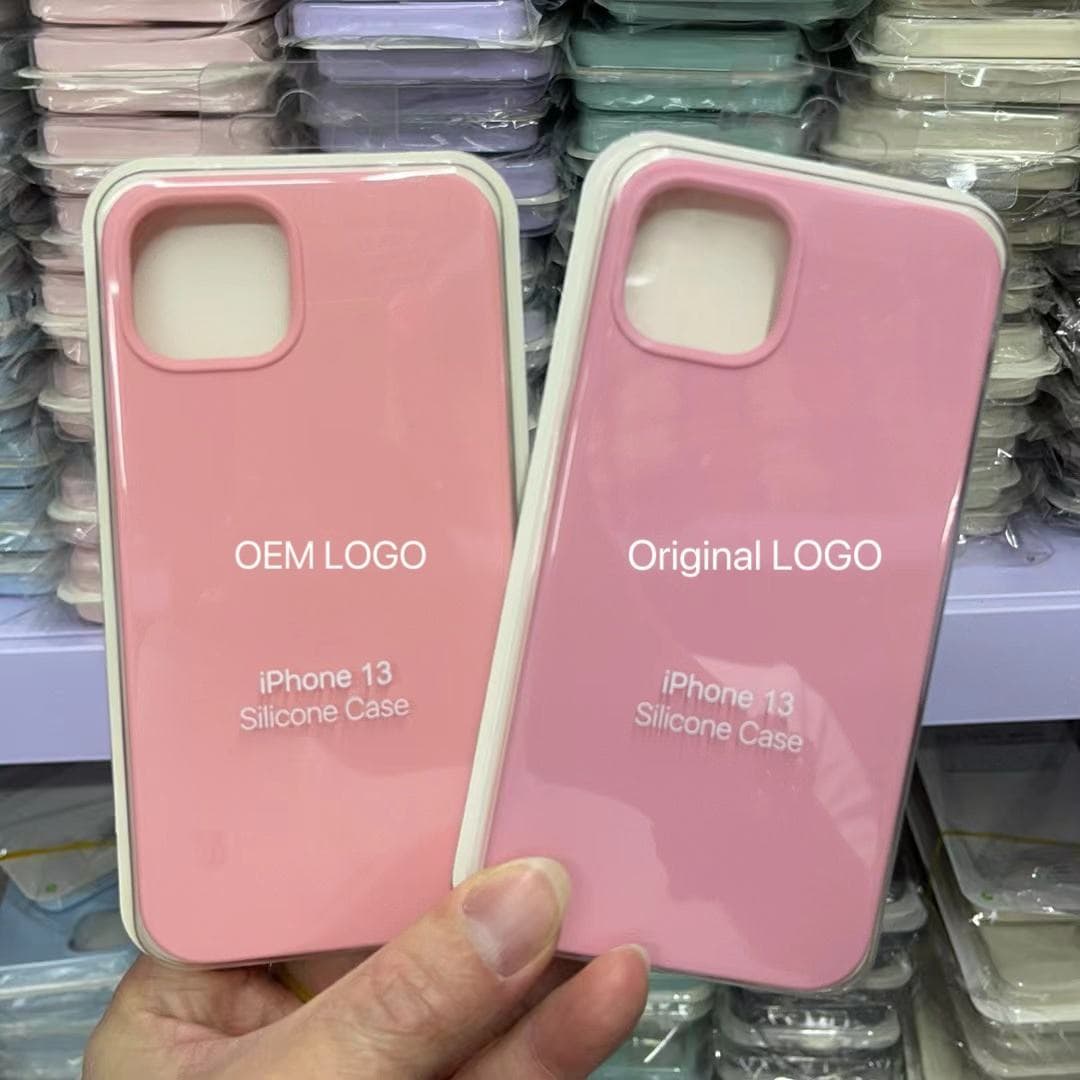 OEM LOGO
iPhone 13
Silicone Case
Original LOGO
iPhone 13
Silicone Case